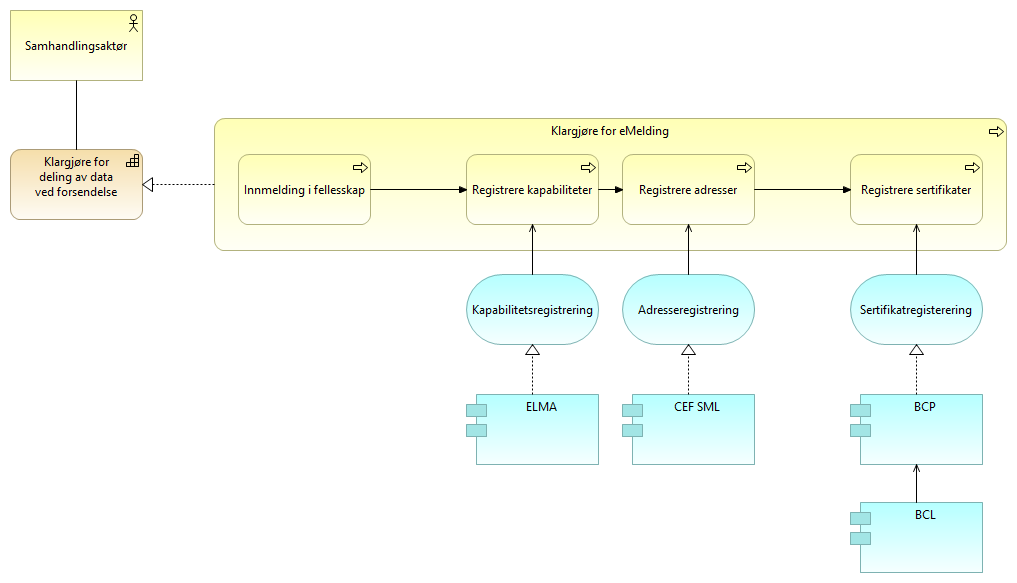 Samhandlingsaktør
Klargjøre for
deling av data
ved forsendelse
Klargjøre for eMelding
Innmelding i fellesskap
Registrere kapabiliteter
Registrere adresser
Registrere sertifikater
Kapabilitetsregistrering
Adresseregistrering
Sertifikatregisterering
ELMA
CEF SML
BCP
BCL